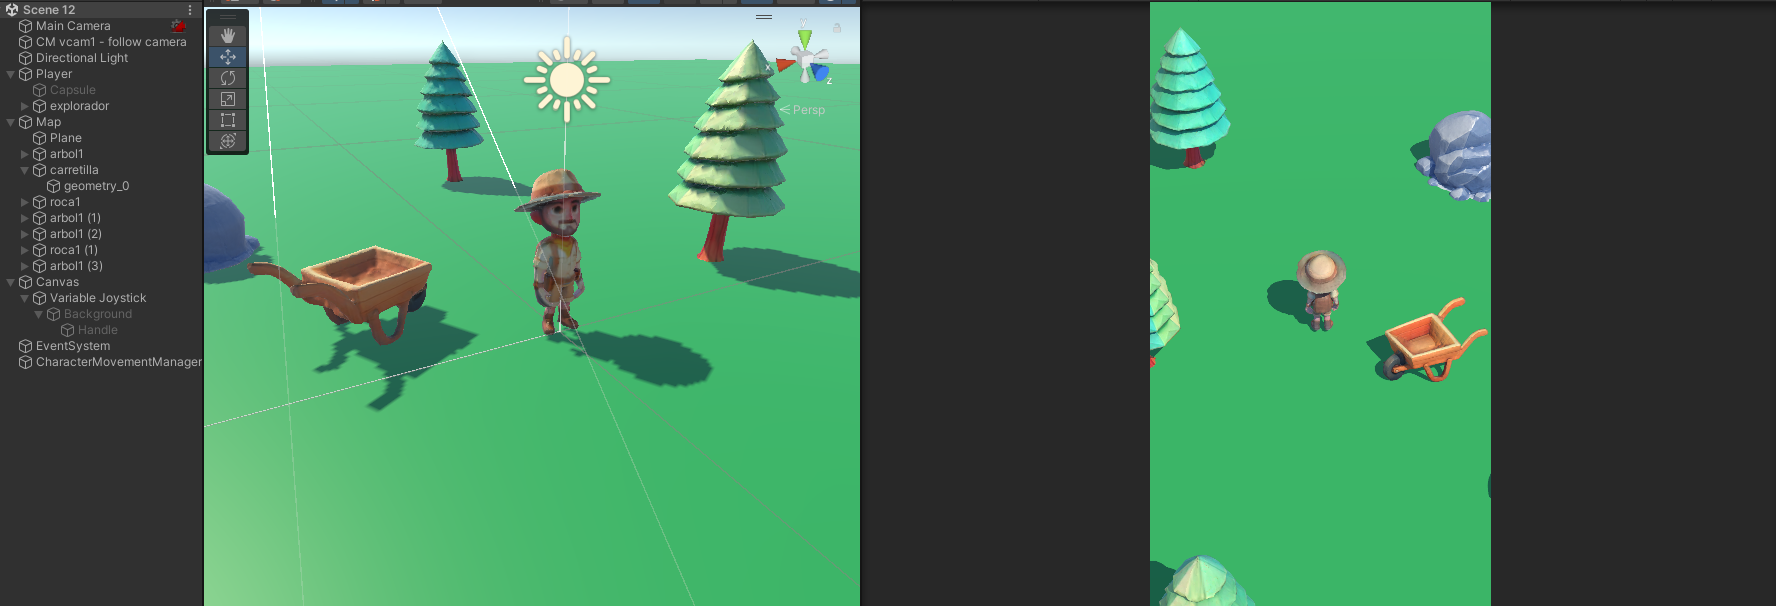 Scene 12
Main Camera
CM vcam1 - follow camera
Directional Light
Player
Capsule
explorador
Map
Plane
arbol1
carretilla
geometry_0
roca1
arbol1 (1)
arbol1 (2)
roca1 (1)
arbol1 (3)
Canvas
Variable Joystick
Background
Handle
EventSystem
CharacterMovementManager
y
x
z
Persp